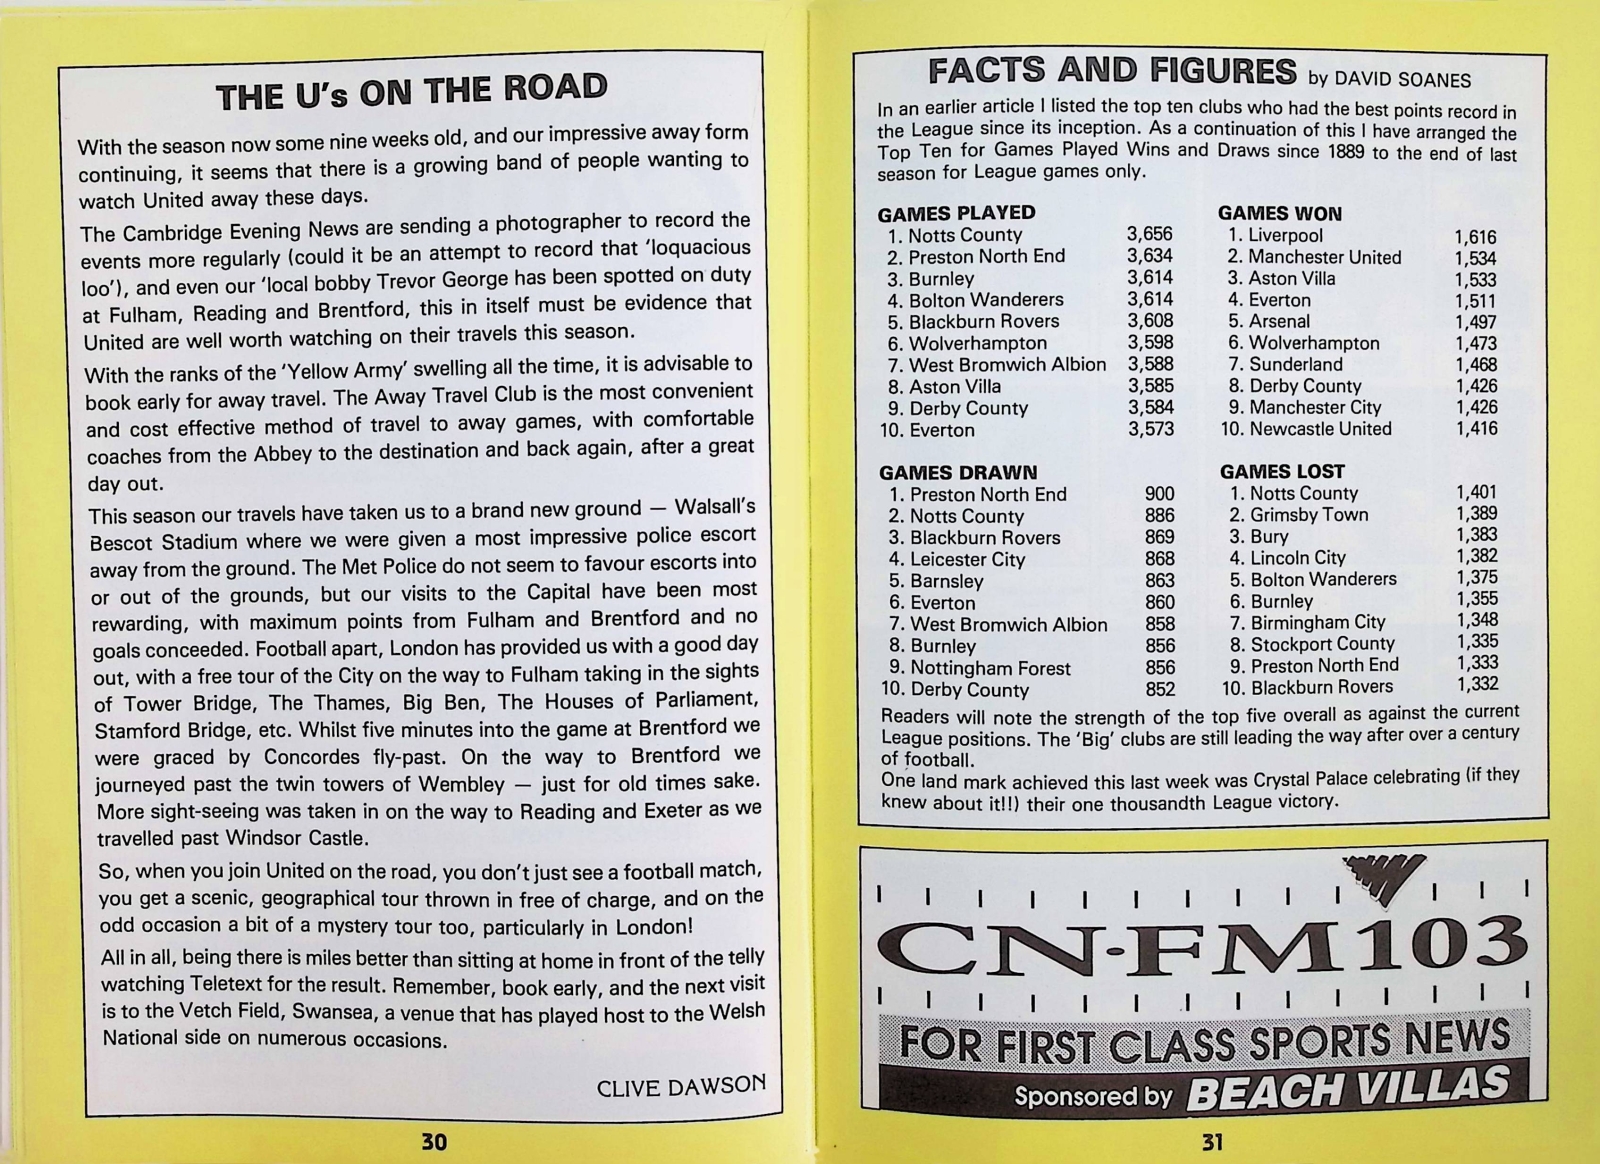 THE U's ON THE ROAD
With the season now some nine weeks old, and our impressive away form
continuing, it seems that there is a growing band of people wanting to
watch United away these days.
The Cambridge Evening News are sending a photographer to record the
events more regularly (could it be an attempt to record that 'loquacious
loo'), and even our 'local bobby Trevor George has been spotted on duty
at Fulham, Reading and Brentford, this in itself must be evidence that
United are well worth watching on their travels this season.
With the ranks of the 'Yellow Army' swelling all the time, it is advisable to
book early for away travel. The Away Travel Club is the most convenient
and cost effective method of travel to away games, with comfortable
coaches from the Abbey to the destination and back again, after a great
day out.
This season our travels have taken us to a brand new ground — Walsall's
Bescot Stadium where we were given a most impressive police escort
away from the ground. The Met Police do not seem to favour escorts into
or out of the grounds, but our visits to the Capital have been most
rewarding, with maximum points from Fulham and Brentford and no
goals conceeded. Football apart, London has provided us with a good day
out, with a free tour of the City on the way to Fulham taking in the sights
of Tower Bridge, The Thames, Big Ben, The Houses of Parliament,
Stamford Bridge, etc. Whilst five minutes into the game at Brentford we
were graced by Concordes fly-past. On the way to Brentford we
journeyed past the twin towers of Wembley — just for old times sake.
More sight-seeing was taken in on the way to Reading and Exeter as we
travelled past Windsor Castle.
So, when you join United on the road, you don't just see a football match,
you get a scenic, geographical tour thrown in free of charge, and on the
odd occasion a bit of a mystery tour too, particularly in London!
All in all, being there is miles better than sitting at home in front of the telly
watching Teletext for the result. Remember, book early, and the next visit
is to the Vetch Field, Swansea, a venue that has played host to the Welsh
National side on numerous occasions.
CLIVE DAWSON
30
FACTS AND FIGURES by DAVID SOANES
In an earlier article I listed the top ten clubs who had the best points record in
the League since its inception. As a continuation of this I have arranged the
Top Ten for Games Played Wins and Draws since 1889 to the end of last
season for League games only.
GAMES PLAYED
1. Notts County 3,656
2. Preston North End 3,634
3. Burnley 3,614
4. Bolton Wanderers 3,614
5. Blackburn Rovers 3,608
6. Wolverhampton 3,598
7. West Bromwich Albion 3,588
8. Aston Villa 3,585
9. Derby County 3,584
10. Everton 3,573
GAMES WON
1. Liverpool 1,616
2. Manchester United 1,534
3. Aston Villa 1,533
4. Everton 1,511
5. Arsenal 1,497
6. Wolverhampton 1,473
7. Sunderland 1,468
8. Derby County 1,426
9. Manchester City 1,426
10. Newcastle United 1,416
GAMES DRAWN
1. Preston North End 900
2. Notts County 886
3. Blackburn Rovers 869
4. Leicester City 868
5. Barnsley 863
6. Everton 860
7. West Bromwich Albion 858
8. Burnley 856
9. Nottingham Forest 856
10. Derby County 852
GAMES LOST
1. Notts County 1,401
2. Grimsby Town 1,389
3. Bury 1,383
4. Lincoln City 1,382
5. Bolton Wanderers 1,375
6. Burnley 1,355
7. Birmingham City 1,348
8. Stockport County 1,335
9. Preston North End 1,333
10. Blackburn Rovers 1,332
Readers will note the strength of the top five overall as against the current
League positions. The 'Big' clubs are still leading the way after over a century
of football.
One land mark achieved this last week was Crystal Palace celebrating (if they
knew about it!!) their one thousandth League victory.
CN·FM103
FOR FIRST CLASS SPORTS NEWS
Sponsored by BEACH VILLAS
31